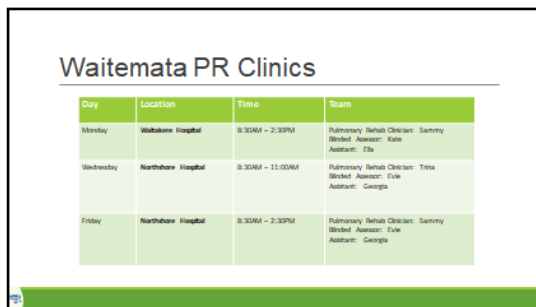 Waitemata PR Clinics
Day Location Time Team
Monday Waitakere Hospital 8:30AM – 2:30PM Pulmonary Rehab Clinician: Sammy
Blinded Assessor: Kate
Assistant: Ella
Wednesday Northshore Hospital 8:30AM – 11:00AM Pulmonary Rehab Clinician: Trina
Blinded Assessor: Evie
Assistant: Georgia
Friday Northshore Hospital 8:30AM – 2:30PM Pulmonary Rehab Clinician: Sammy
Blinded Assessor: Evie
Assistant: Georgia